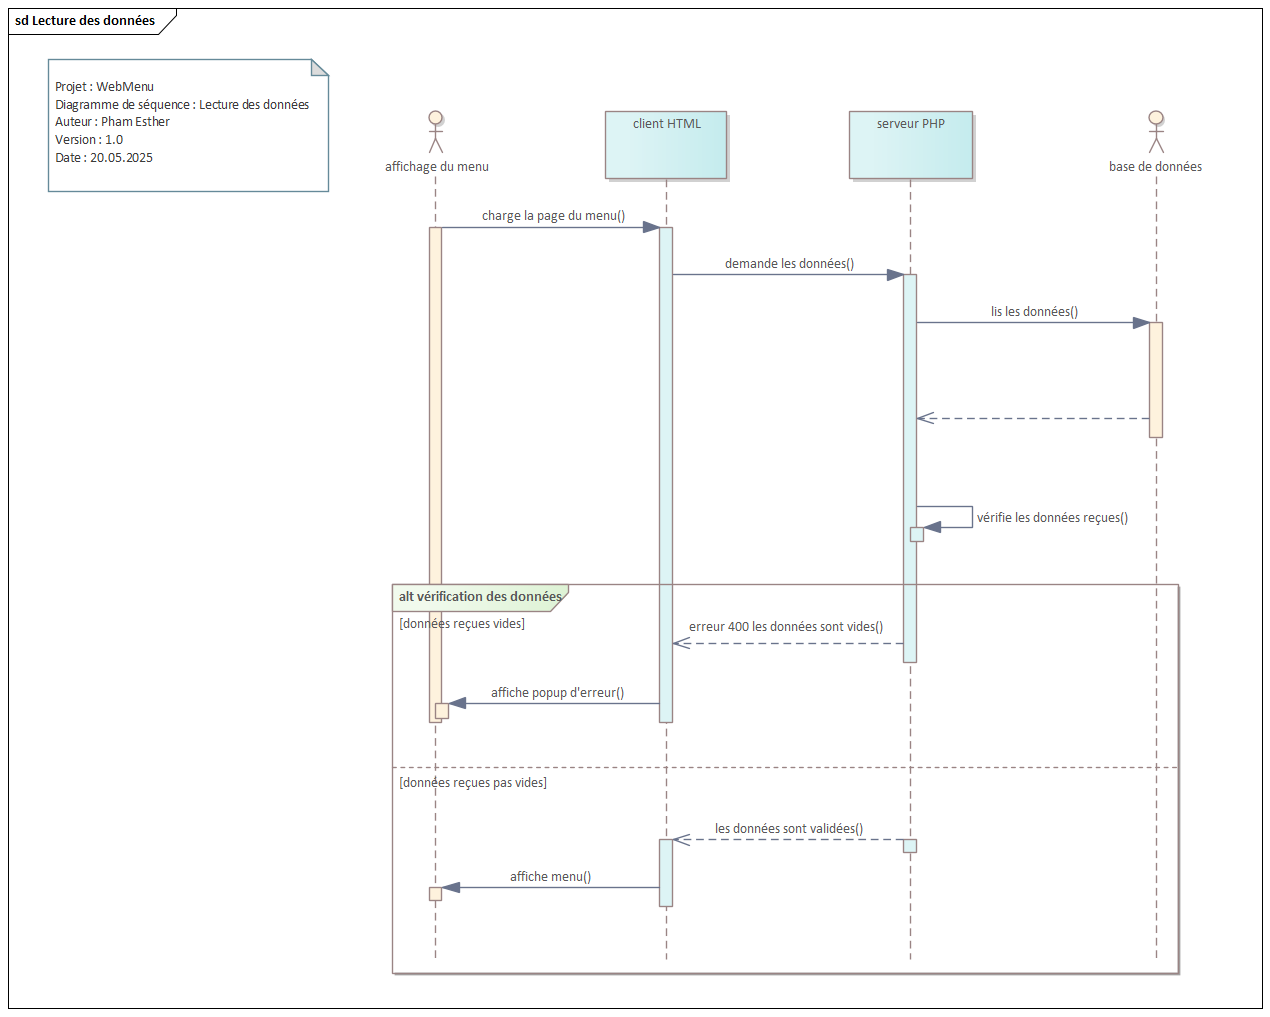 sd Lecture des données
Projet : WebMenu
Diagramme de séquence : Lecture des données
Auteur : Pham Esther
Version : 1.0
Date : 20.05.2025
affichage du menu
client HTML
serveur PHP
base de données
charge la page du menu()
demande les données()
lis les données()
vérifie les données reçues()
alt vérification des données
[données reçues vides]
erreur 400 les données sont vides()
affiche popup d'erreur()
[données reçues pas vides]
les données sont validées()
affiche menu()